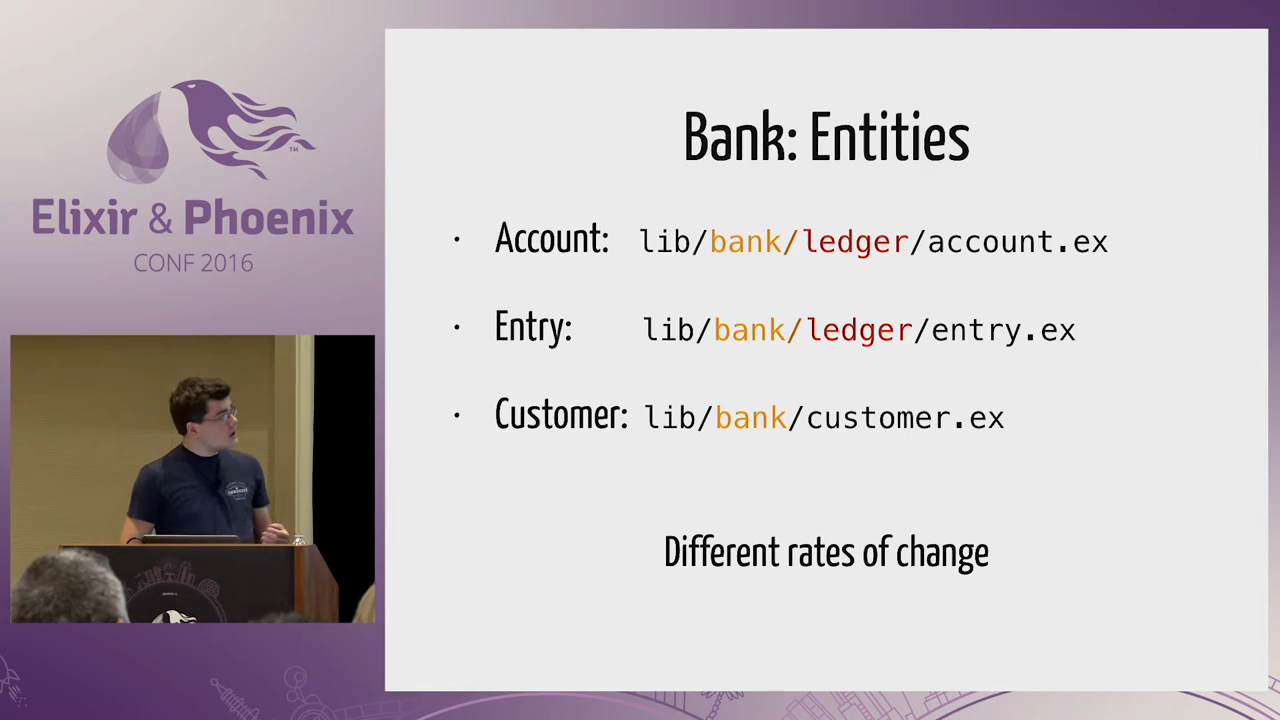 Elixir & Phoenix
CONF 2016
TM
Bank: Entities
· Account: lib/bank/ledger/account.ex
· Entry: lib/bank/ledger/entry.ex
· Customer: lib/bank/customer.ex
Different rates of change